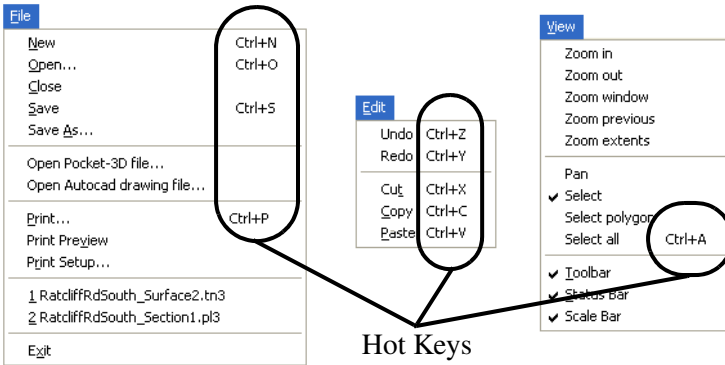 File
New Ctrl+N
Open... Ctrl+O
Close
Save Ctrl+S
Save As...
Open Pocket-3D file...
Open Autocad drawing file...
Print... Ctrl+P
Print Preview
Print Setup...
1 RatcliffRdSouth_Surface2.tn3
2 RatcliffRdSouth_Section1.pl3
Exit
Edit
Undo Ctrl+Z
Redo Ctrl+Y
Cut Ctrl+X
Copy Ctrl+C
Paste Ctrl+V
View
Zoom in
Zoom out
Zoom window
Zoom previous
Zoom extents
Pan
Select
Select polygon
Select all Ctrl+A
Toolbar
Status Bar
Scale Bar
Hot Keys